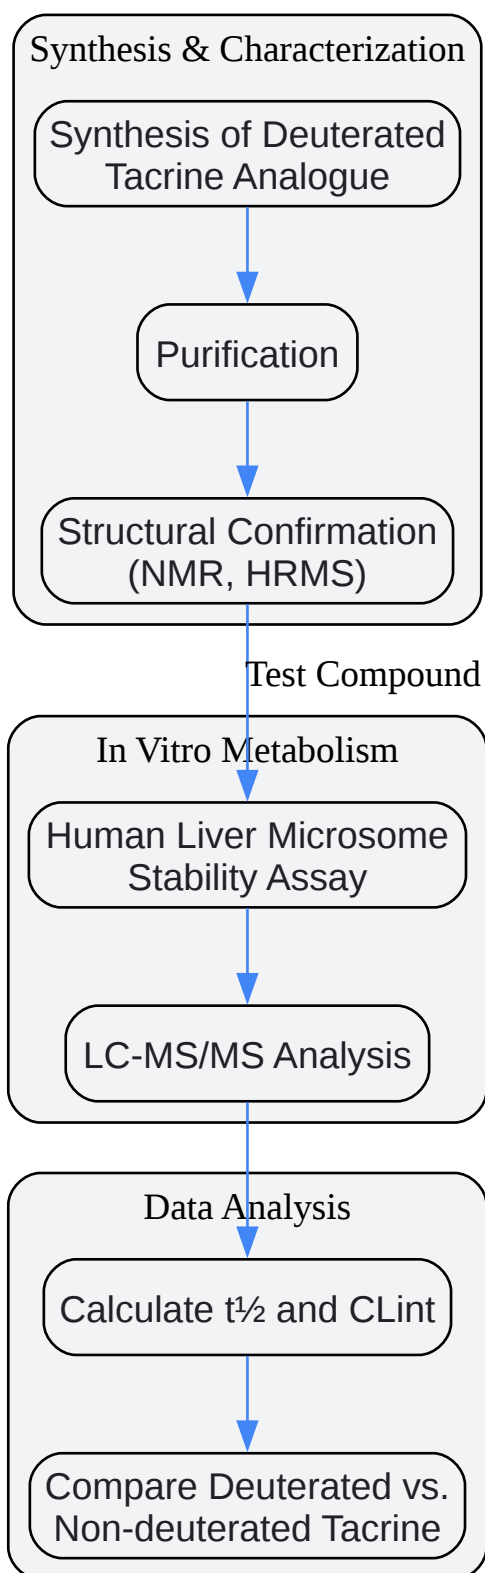 Synthesis & Characterization
Synthesis of Deuterated
Tacrine Analogue
Purification
Structural Confirmation
(NMR, HRMS)
Test Compound
In Vitro Metabolism
Human Liver Microsome
Stability Assay
LC-MS/MS Analysis
Data Analysis
Calculate t½ and CLint
Compare Deuterated vs.
Non-deuterated Tacrine